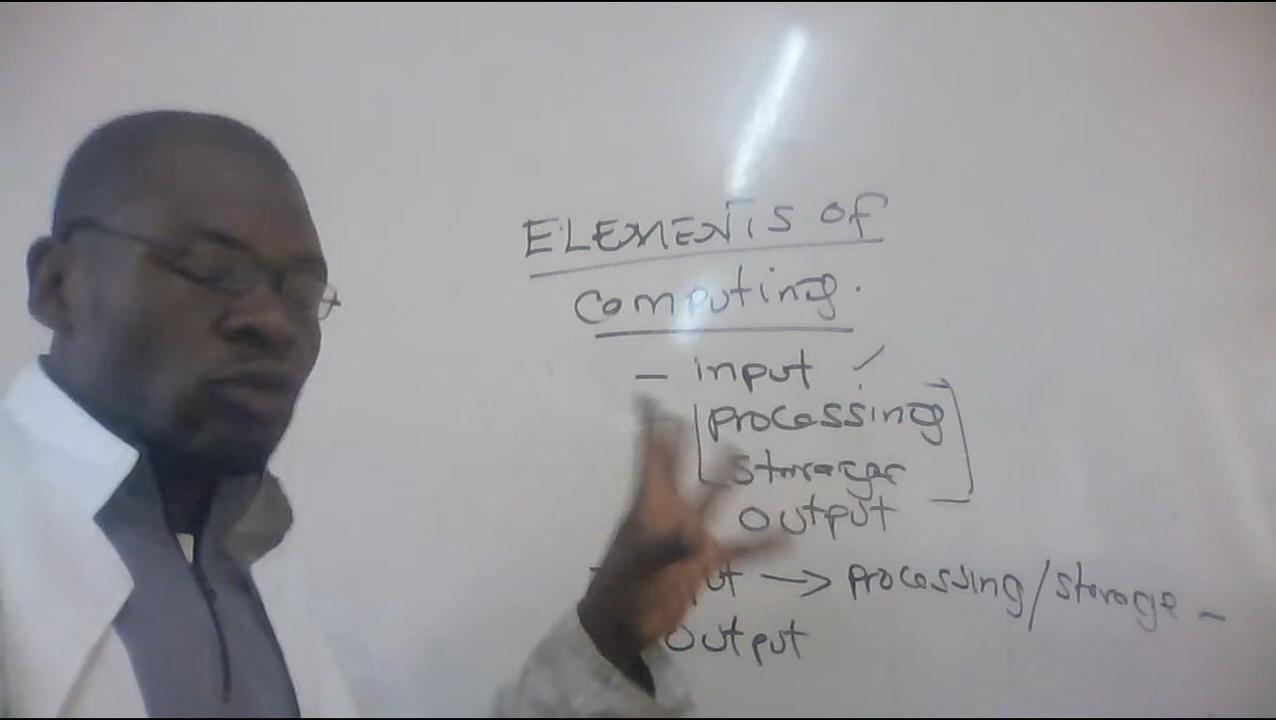 ELEMENTS OF
Computing.
- input ✓
processing
storage
output
→ processing/storage -
output